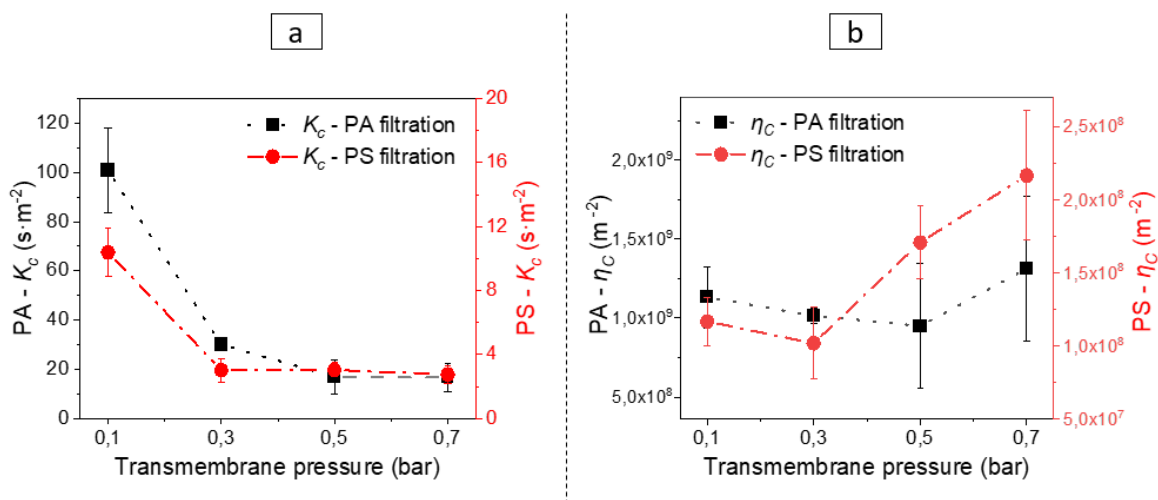 a
PA - Kc (s·m⁻²)
120
100
80
60
40
20
0
Kc - PA filtration
Kc - PS filtration
20
16
12
8
4
0
PS - Kc (s·m⁻²)
0,1
0,3
0,5
0,7
Transmembrane pressure (bar)
b
PA - ηC (m⁻²)
2,0x10⁹
1,5x10⁹
1,0x10⁹
5,0x10⁸
ηC - PA filtration
ηC - PS filtration
2,5x10⁸
2,0x10⁸
1,5x10⁸
1,0x10⁸
5,0x10⁷
PS - ηC (m⁻²)
0,1
0,3
0,5
0,7
Transmembrane pressure (bar)